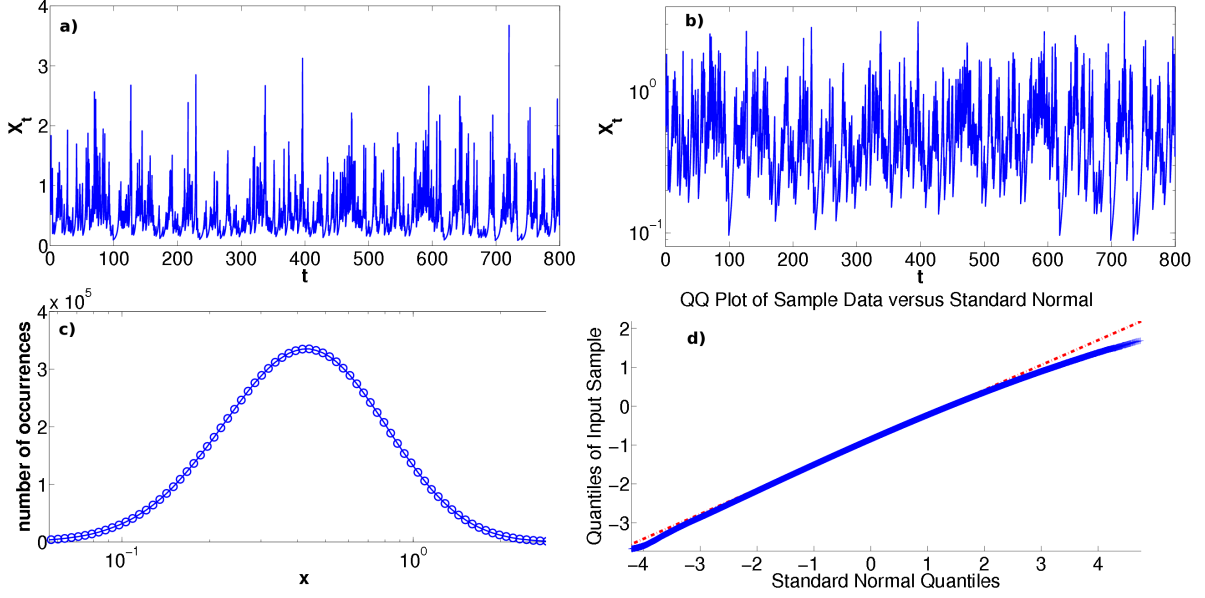 a)
4
3
2
1
0
X_t
0 100 200 300 400 500 600 700 800
t
b)
10^0
10^−1
X_t
0 100 200 300 400 500 600 700 800
t
x 10^5
c)
4
3
2
1
0
number of occurrences
10^−1 10^0
x
QQ Plot of Sample Data versus Standard Normal
d)
2
1
0
−1
−2
−3
Quantiles of Input Sample
−4 −3 −2 −1 0 1 2 3 4
Standard Normal Quantiles